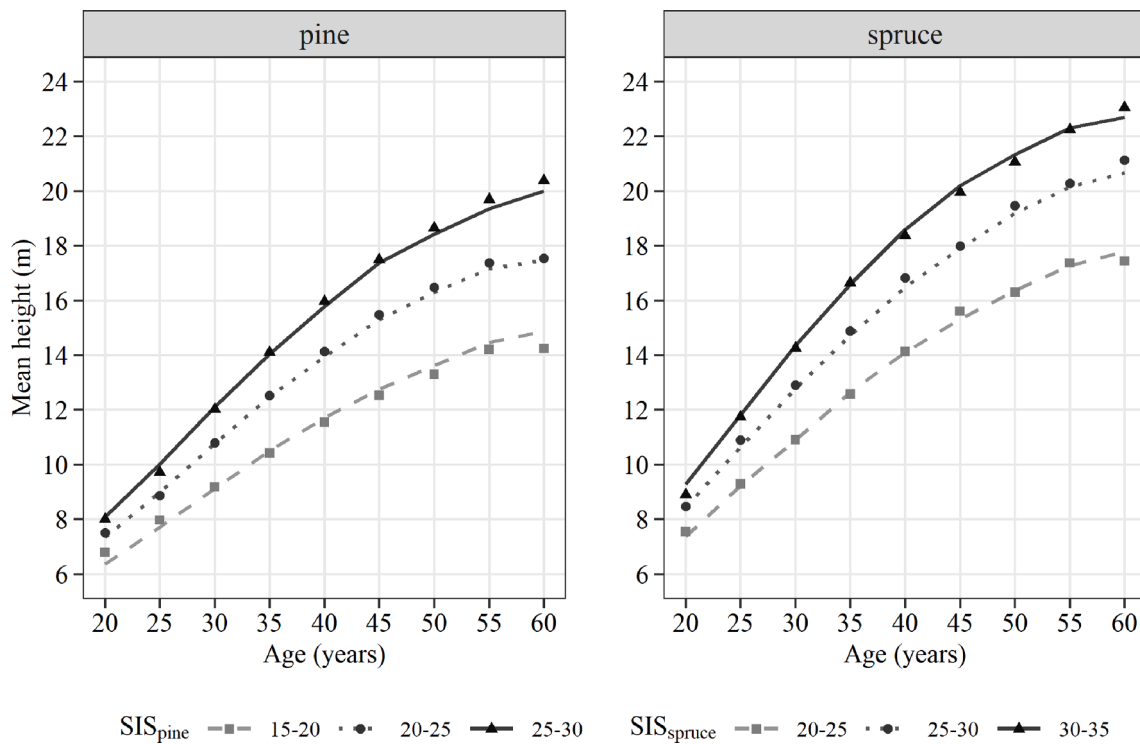 pine
spruce
Mean height (m)
24
22
20
18
16
14
12
10
8
6
20 25 30 35 40 45 50 55 60
Age (years)
24
22
20
18
16
14
12
10
8
6
20 25 30 35 40 45 50 55 60
Age (years)
SISpine 15-20 20-25 25-30
SISspruce 20-25 25-30 30-35